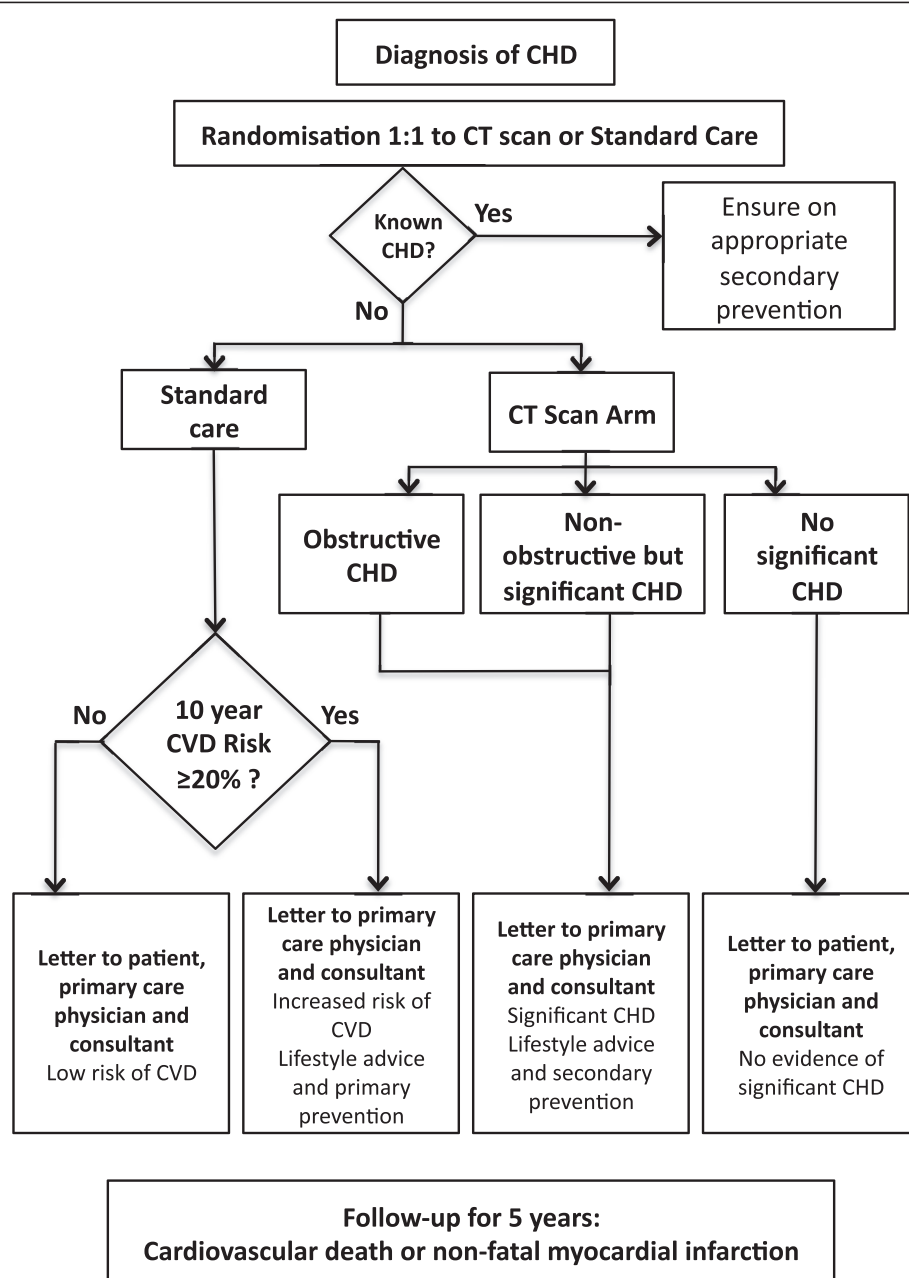 Diagnosis of CHD
Randomisation 1:1 to CT scan or Standard Care
Known
CHD?
Yes
Ensure on
appropriate
secondary
prevention
No
Standard
care
CT Scan Arm
Obstructive
CHD
Non-
obstructive but
significant CHD
No
significant
CHD
No
10 year
CVD Risk
≥20% ?
Yes
Letter to patient,
primary care
physician and
consultant
Low risk of CVD
Letter to primary
care physician
and consultant
Increased risk of
CVD
Lifestyle advice
and primary
prevention
Letter to primary
care physician
and consultant
Significant CHD
Lifestyle advice
and secondary
prevention
Letter to patient,
primary care
physician and
consultant
No evidence of
significant CHD
Follow-up for 5 years:
Cardiovascular death or non-fatal myocardial infarction